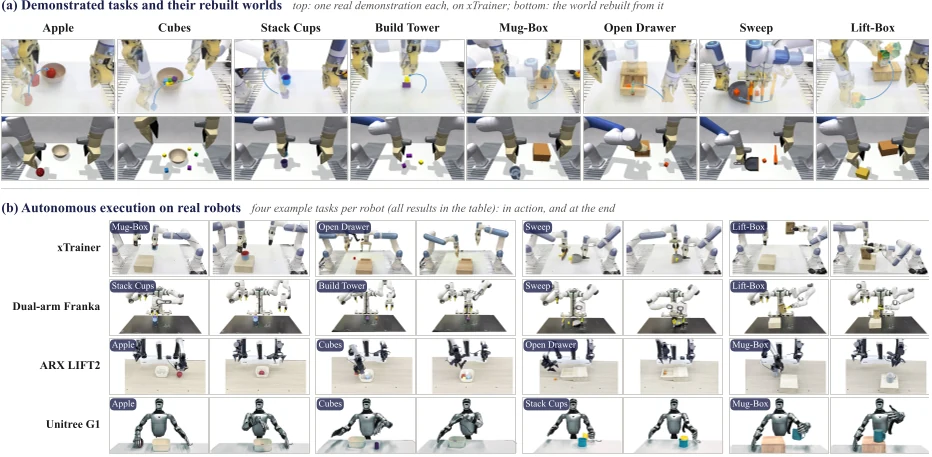 (a) Demonstrated tasks and their rebuilt worlds top: one real demonstration each, on xTrainer; bottom: the world rebuilt from it
Apple Cubes Stack Cups Build Tower Mug-Box Open Drawer Sweep Lift-Box
(b) Autonomous execution on real robots four example tasks per robot (all results in the table): in action, and at the end
xTrainer Mug-Box Open Drawer Sweep Lift-Box
Dual-arm Franka Stack Cups Build Tower Sweep Lift-Box
ARX LIFT2 Apple Cubes Open Drawer Mug-Box
Unitree G1 Apple Cubes Stack Cups Mug-Box